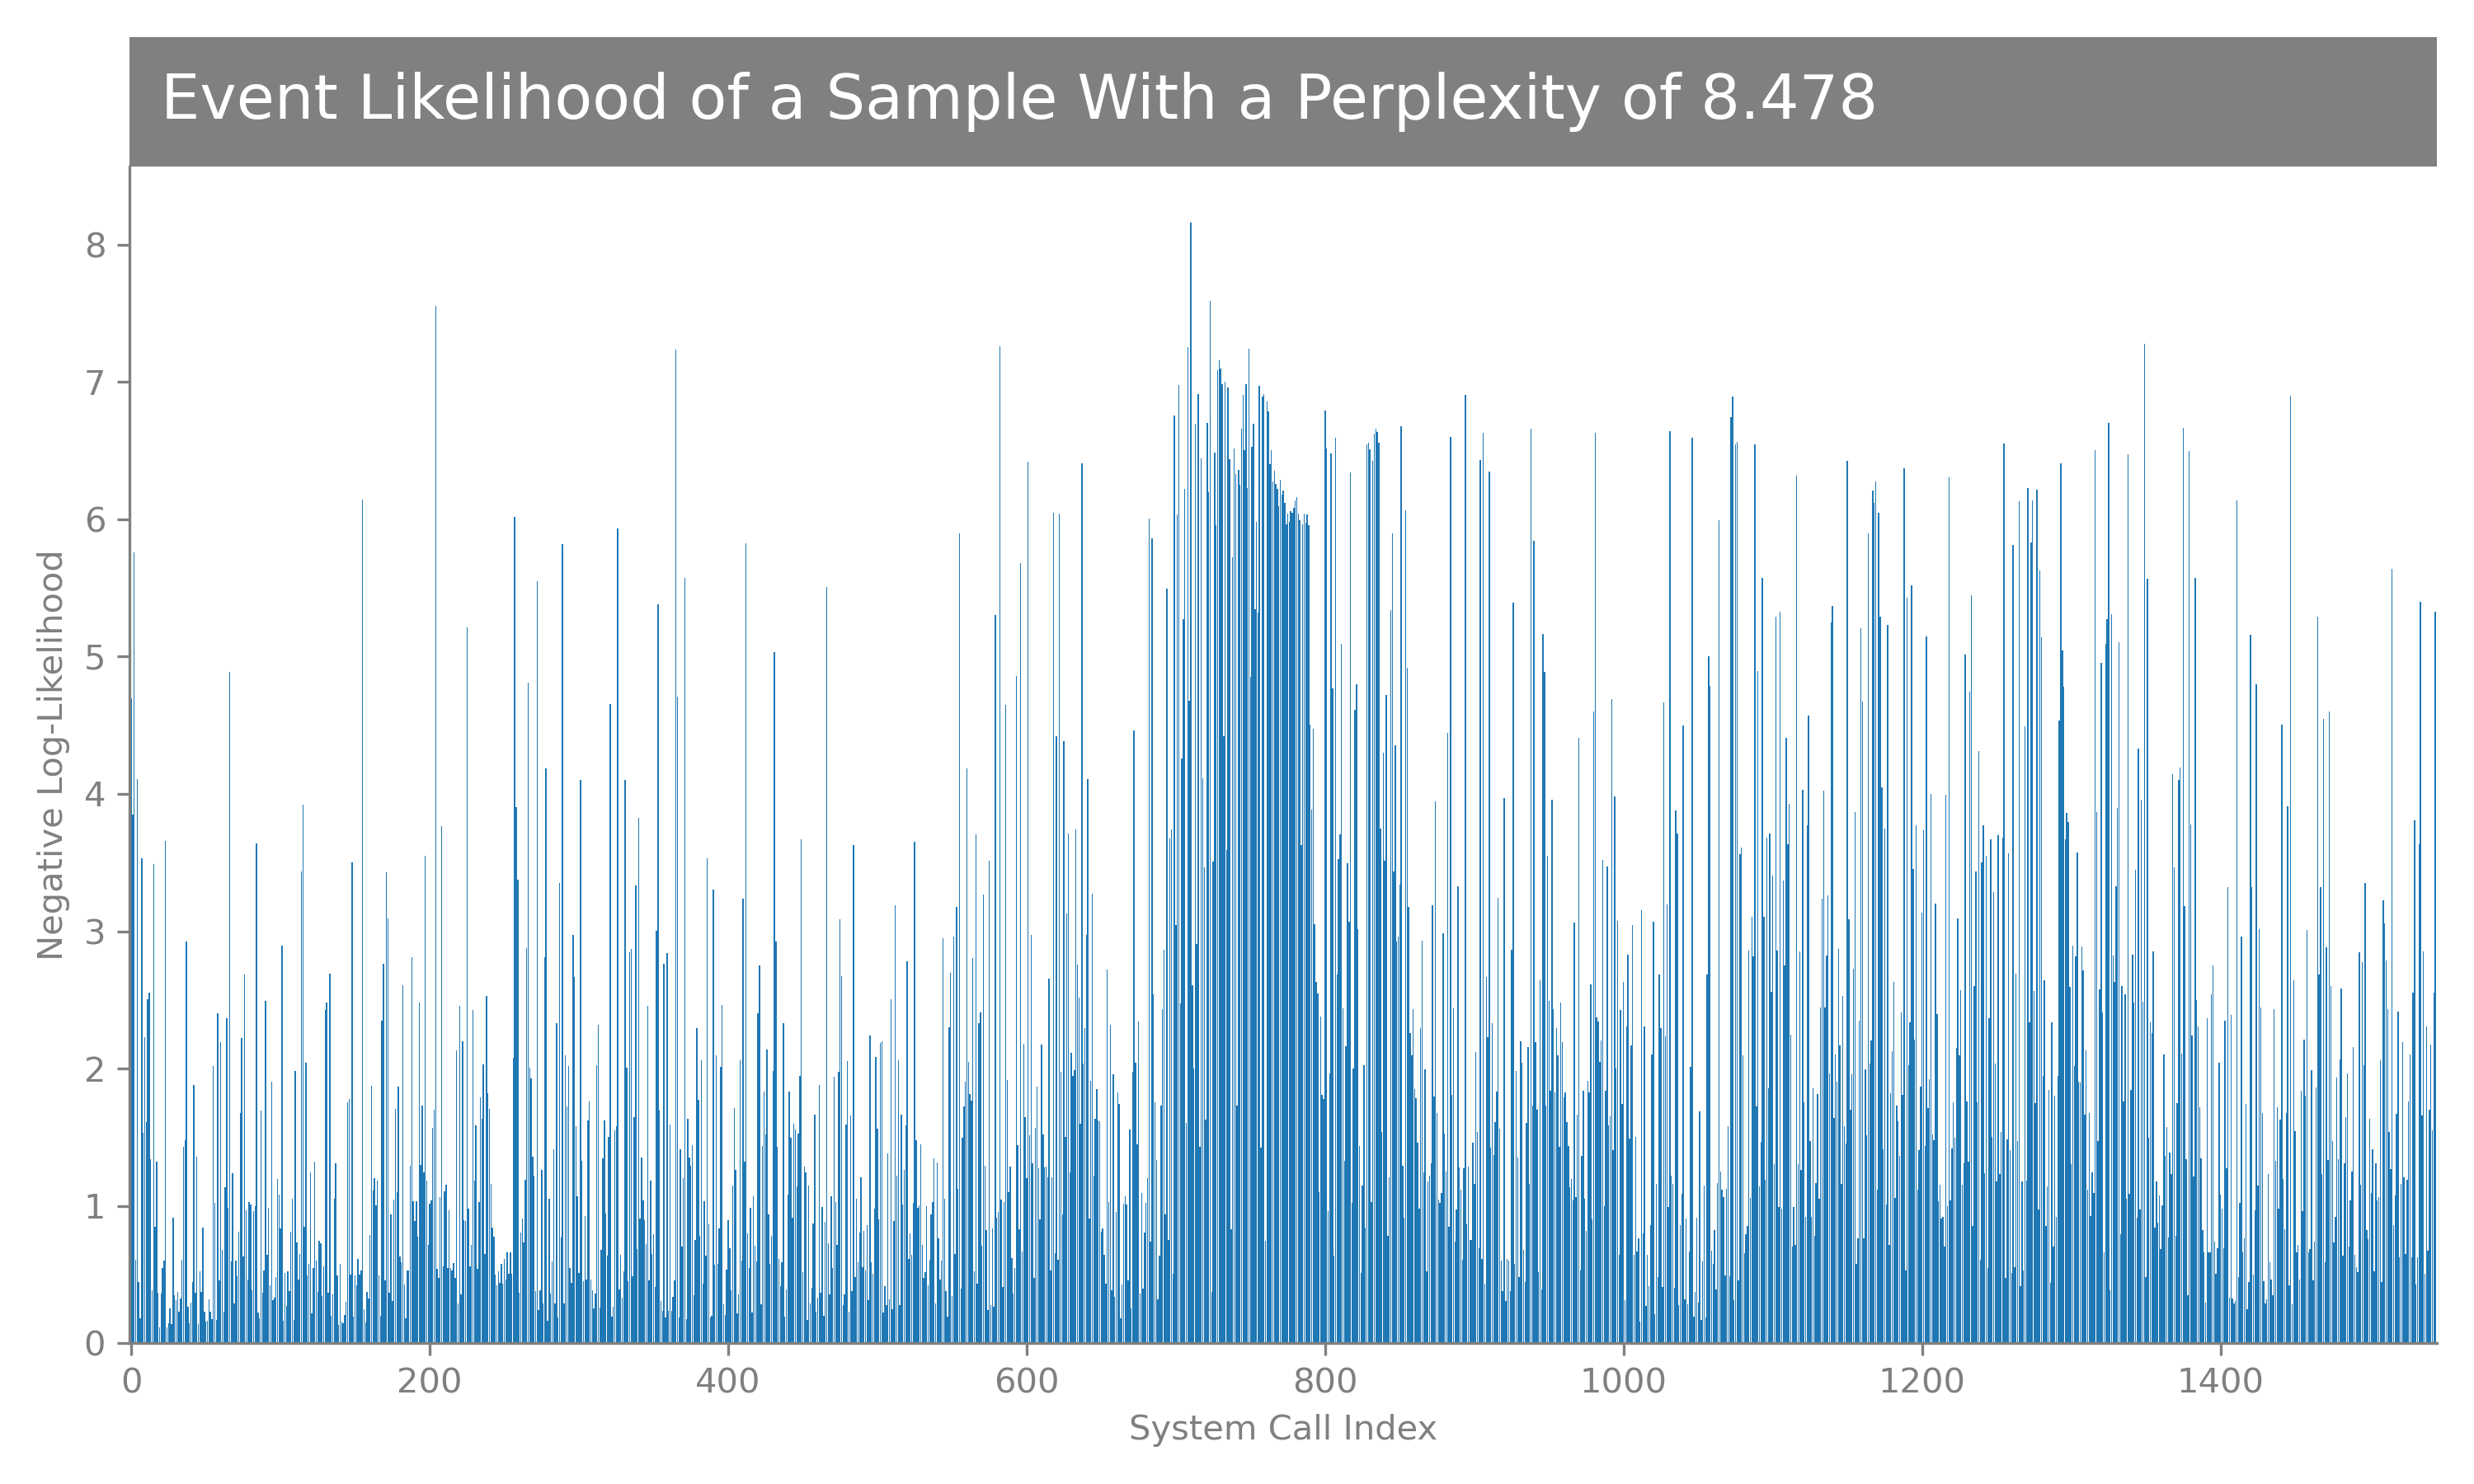 Event Likelihood of a Sample With a Perplexity of 8.478
8
7
6
5
4
3
2
1
0
Negative Log-Likelihood
0 200 400 600 800 1000 1200 1400
System Call Index